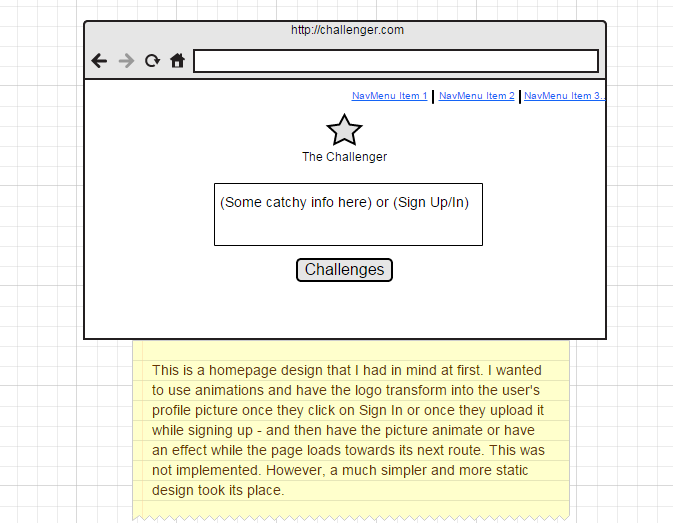 http://challenger.com
NavMenu Item 1 NavMenu Item 2 NavMenu Item 3..
The Challenger
(Some catchy info here) or (Sign Up/In)
Challenges
This is a homepage design that I had in mind at first. I wanted
to use animations and have the logo transform into the user's
profile picture once they click on Sign In or once they upload it
while signing up - and then have the picture animate or have
an effect while the page loads towards its next route. This was
not implemented. However, a much simpler and more static
design took its place.